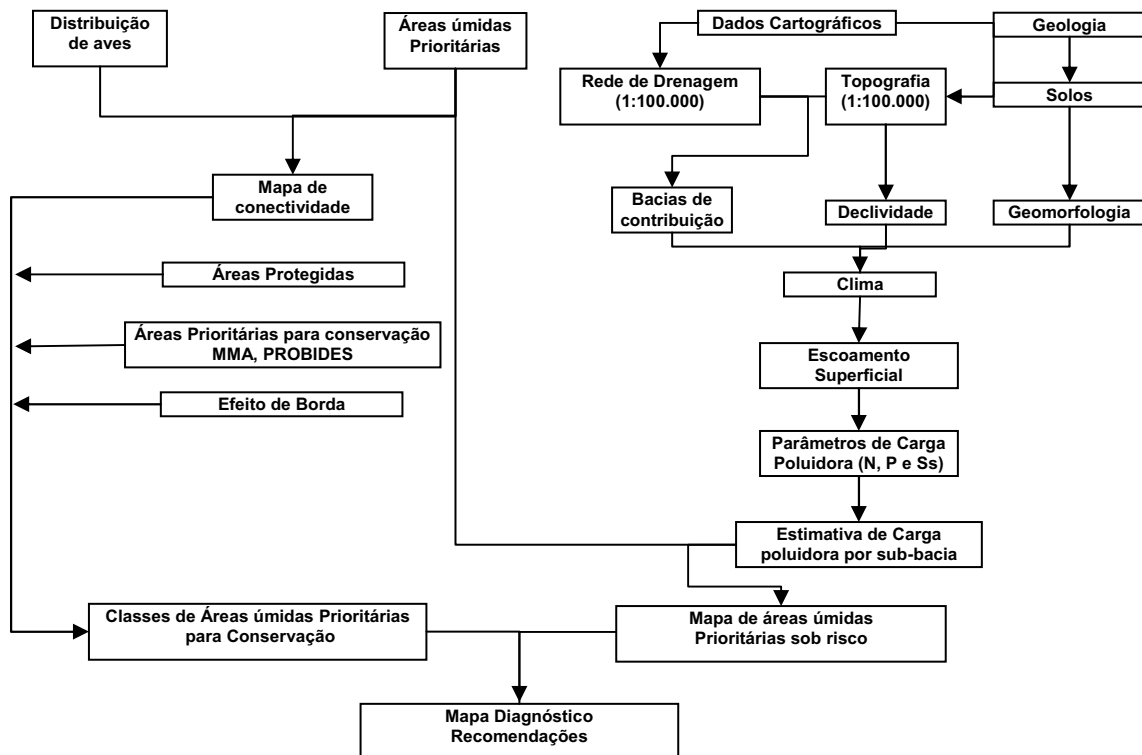 Distribuição
de aves
Áreas úmidas
Prioritárias
Dados Cartográficos
Geologia
Rede de Drenagem
(1:100.000)
Topografia
(1:100.000)
Solos
Mapa de
conectividade
Bacias de
contribuição
Declividade
Geomorfologia
Áreas Protegidas
Clima
Áreas Prioritárias para conservação
MMA, PROBIDES
Escoamento
Superficial
Efeito de Borda
Parâmetros de Carga
Poluidora (N, P e Ss)
Estimativa de Carga
poluidora por sub-bacia
Classes de Áreas úmidas Prioritárias
para Conservação
Mapa de áreas úmidas
Prioritárias sob risco
Mapa Diagnóstico
Recomendações